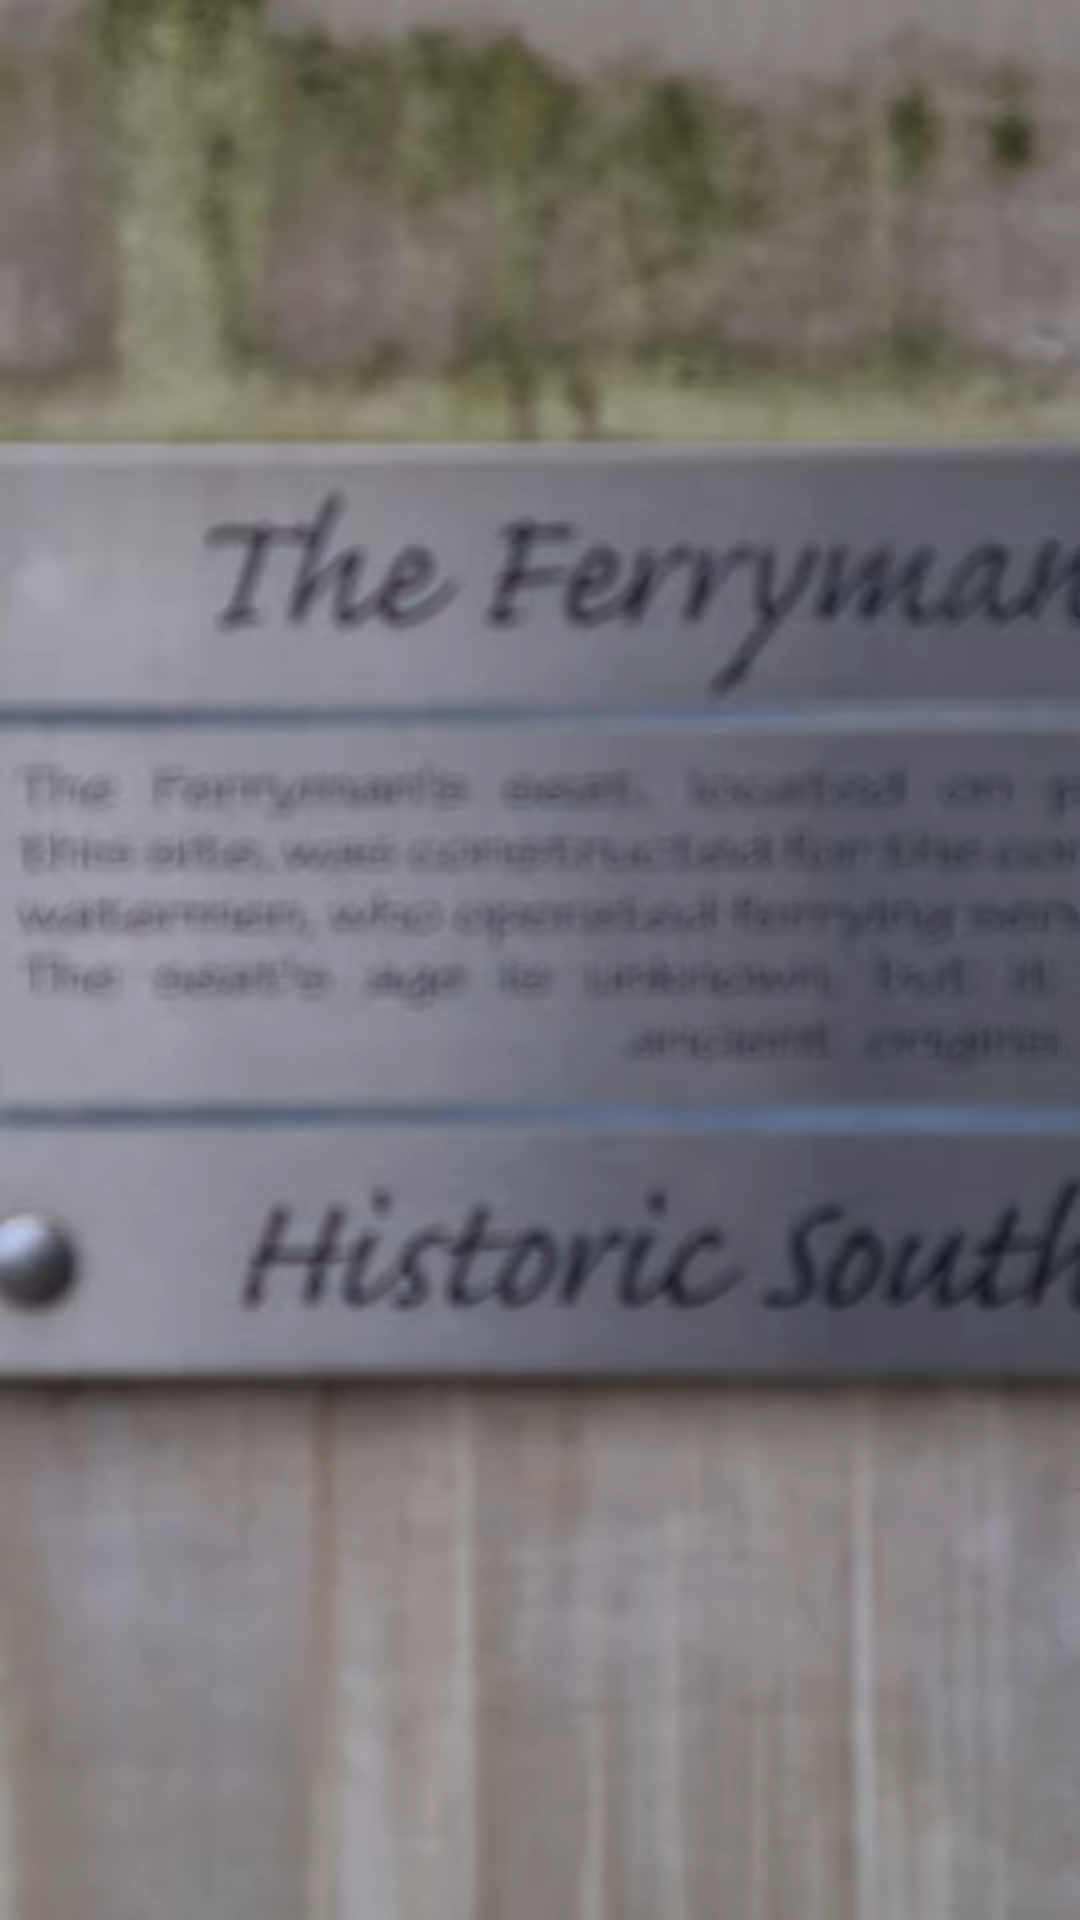 The Ferryman
The Ferryman's seat, located on
this site, was constructed for the
watermen, who operated ferrying
The seat's age is unknown, but it
ancient origins.
Historic South